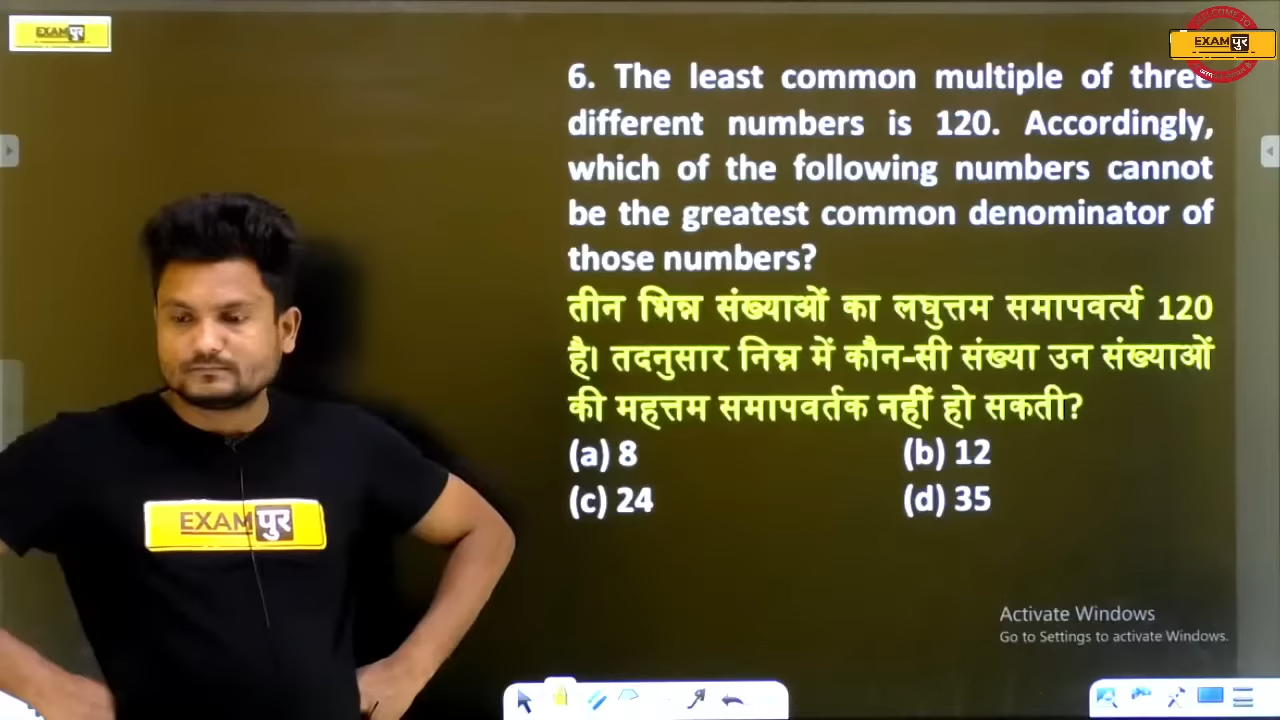 EXAMपुर
WELCOME TO
EXAMपुर
6. The least common multiple of three
different numbers is 120. Accordingly,
which of the following numbers cannot
be the greatest common denominator of
those numbers?
तीन भिन्न संख्याओं का लघुत्तम समापवर्त्य 120
है। तदनुसार निम्न में कौन-सी संख्या उन संख्याओं
की महत्तम समापवर्तक नहीं हो सकती?
(a) 8 (b) 12
(c) 24 (d) 35
EXAMपुर
Activate Windows
Go to Settings to activate Windows.